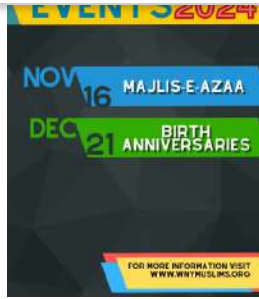 EVENTS2024
NOV 16 MAJLIS-E-AZAA
DEC 21 BIRTH
ANNIVERSARIES
FOR MORE INFORMATION VISIT
WWW.WNYMUSLIMS.ORG